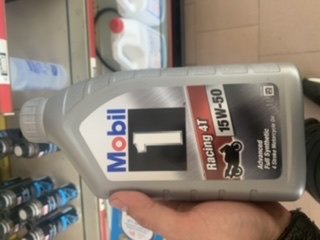 Mobil
1
Racing 4T
15W-50
Advanced
Full Synthetic
4 Stroke Motorcycle Oil